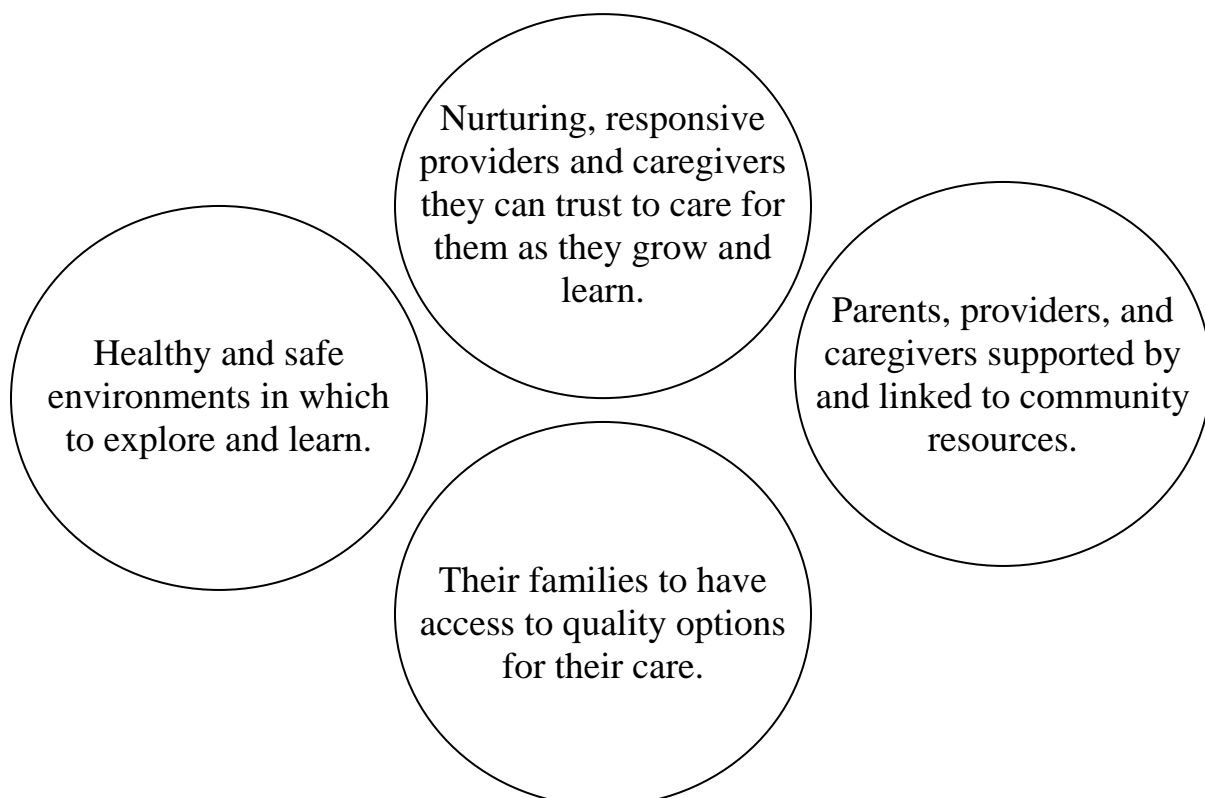 Nurturing, responsive
providers and caregivers
they can trust to care for
them as they grow and
learn.
Healthy and safe
environments in which
to explore and learn.
Parents, providers, and
caregivers supported by
and linked to community
resources.
Their families to have
access to quality options
for their care.